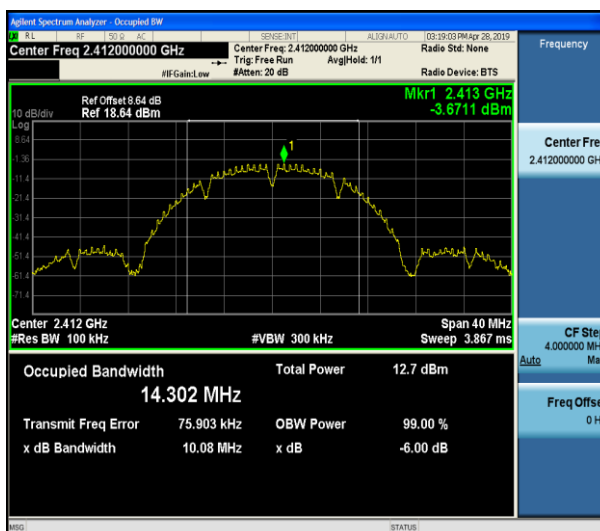 Agilent Spectrum Analyzer - Occupied BW
RL RF 50 Ω AC SENSE:INT ALIGNAUTO 03:19:03 PM Apr 28, 2019
Center Freq 2.412000000 GHz
Center Freq: 2.412000000 GHz
Radio Std: None
Trig: Free Run Avg|Hold: 1/1
#IFGain:Low #Atten: 20 dB Radio Device: BTS
Frequency
Mkr1 2.413 GHz
-3.6711 dBm
Ref Offset 8.64 dB
10 dB/div Ref 18.64 dBm
Log
8.64
-1.36
-11.4
-21.4
-31.4
-41.4
-51.4
-61.4
-71.4
1
Center 2.412 GHz Span 40 MHz
#Res BW 100 kHz #VBW 300 kHz Sweep 3.867 ms
Occupied Bandwidth Total Power 12.7 dBm
14.302 MHz
Transmit Freq Error 75.903 kHz OBW Power 99.00 %
x dB Bandwidth 10.08 MHz x dB -6.00 dB
Center Fre
2.412000000 GH
CF Ste
4.000000 MH
Auto Ma
Freq Offse
0 H
MSG STATUS